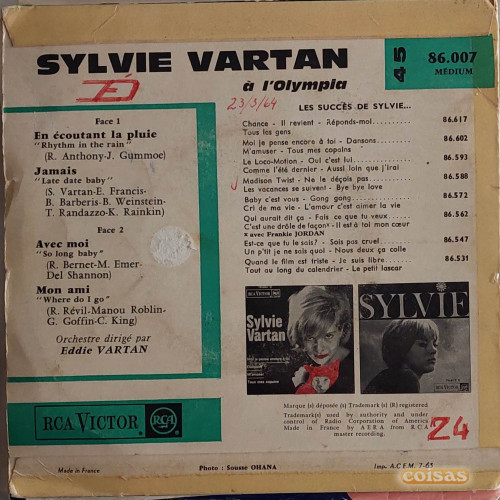 SYLVIE VARTAN
à l'Olympia
45
86.007
MÉDIUM
23/3/64
Face 1
En écoutant la pluie
"Rhythm in the rain"
(R. Anthony-J. Gummoe)
Jamais
"Late date baby"
(S. Vartan-E. Francis-
B. Barberis-B. Weinstein-
T. Randazzo-K. Rainkin)
Face 2
Avec moi
"So long baby"
(R. Bernet-M. Emer-
Del Shannon)
Mon ami
"Where do I go"
(R. Révil-Manou Roblin-
G. Goffin-C. King)
Orchestre dirigé par
Eddie VARTAN
LES SUCCÈS DE SYLVIE...
Chance - Il revient - Réponds-moi 86.617
Tous les gens
Moi je pense encore à toi - Dansons 86.602
M'amuser - Tous mes copains
Le Loco-Motion - Oui c'est lui 86.593
Comme l'été dernier - Aussi loin que j'irai
Madison Twist - Ne le déçois pas 86.588
Les vacances se suivent - Bye bye love
Baby c'est vous - Gong gong 86.572
Cri de ma vie - L'amour c'est aimer la vie
Qui aurait dit ça - Fais ce que tu veux 86.562
C'est une drôle de façon - Il est à toi mon cœur
avec Frankie JORDAN
Est-ce que tu le sais? - Sois pas cruel 86.547
Un p'tit je ne sais quoi - Nous deux ça colle
Quand le film est triste - Je suis libre 86.531
Tout au long du calendrier - Le petit lascar
RCA VICTOR
Sylvie
Vartan
SYLVIE
Marque (s) déposée (s) Trademark (s) (R) registered
Trademark(s) used by authority and under
control of Radio Corporation of America
Made in France by AREA from RCA
master recording.
RCA VICTOR
24
Made in France
Photo : Sousse OHANA
Imp. A.C.E.M. 7-63
coisas